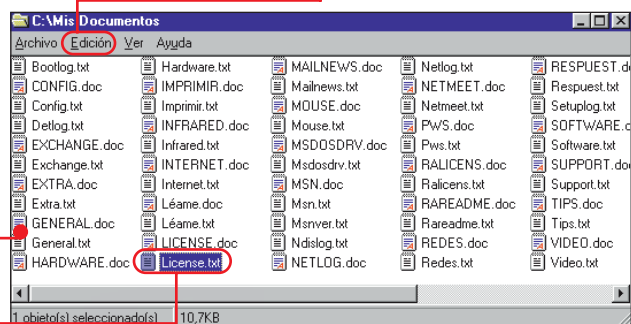 C:\Mis Documentos
Archivo Edición Ver Ayuda
Bootlog.txt Hardware.txt MAILNEWS.doc Netlog.txt RESPUEST.d
CONFIG.doc IMPRIMIR.doc Mailnews.txt NETMEET.doc Respuest.txt
Config.txt Imprimir.txt MOUSE.doc Netmeet.txt Setuplog.txt
Detlog.txt INFRARED.doc Mouse.txt PWS.doc SOFTWARE.d
EXCHANGE.doc Infrared.txt MSDOSDRV.doc Pws.txt Software.txt
Exchange.txt INTERNET.doc Msdosdrv.txt RALICENS.doc SUPPORT.do
EXTRA.doc Internet.txt MSN.doc Ralicens.txt Support.txt
Extra.txt Léame.doc Msn.txt RAREADME.doc TIPS.doc
GENERAL.doc Léame.txt Msnver.txt Rareadme.txt Tips.txt
General.txt LICENSE.doc Ndislog.txt REDES.doc VIDEO.doc
HARDWARE.doc License.txt NETLOG.doc Redes.txt Video.txt
1 objeto(s) seleccionado(s) 10,7KB